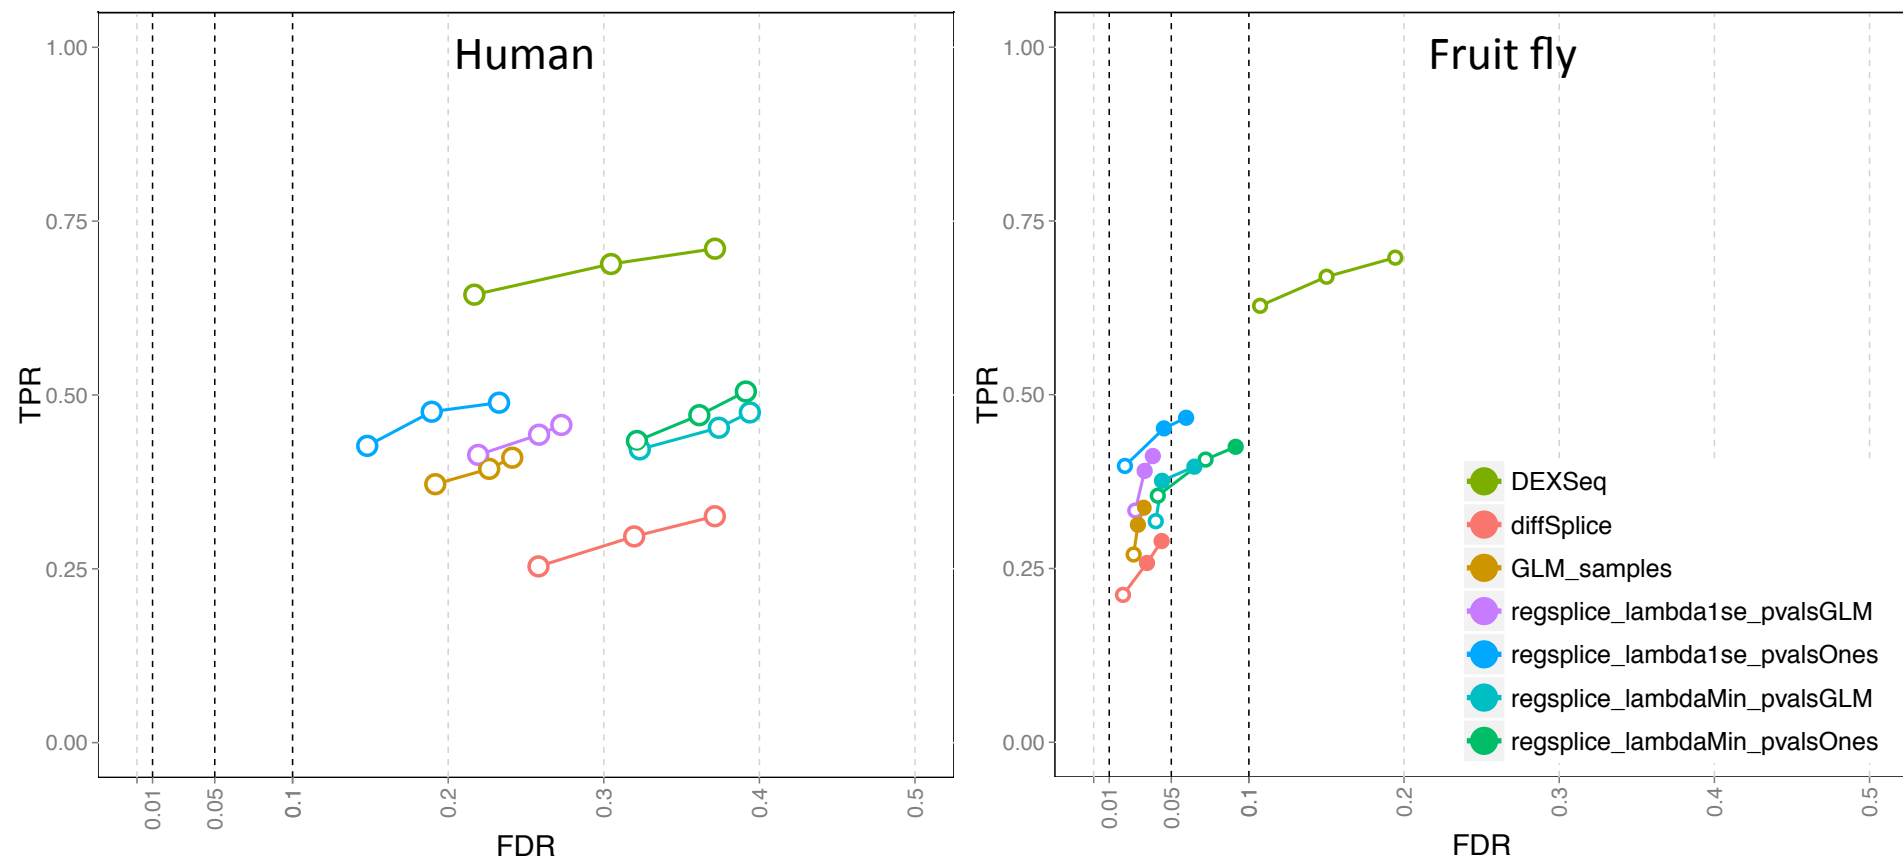 Human
1.00
0.75
0.50
0.25
0.00
TPR
0.01
0.05
0.1
0.2
0.3
0.4
0.5
FDR
Fruit fly
1.00
0.75
0.50
0.25
0.00
TPR
0.01
0.05
0.1
0.2
0.3
0.4
0.5
FDR
DEXSeq
diffSplice
GLM_samples
regsplice_lambda1se_pvalsGLM
regsplice_lambda1se_pvalsOnes
regsplice_lambdaMin_pvalsGLM
regsplice_lambdaMin_pvalsOnes